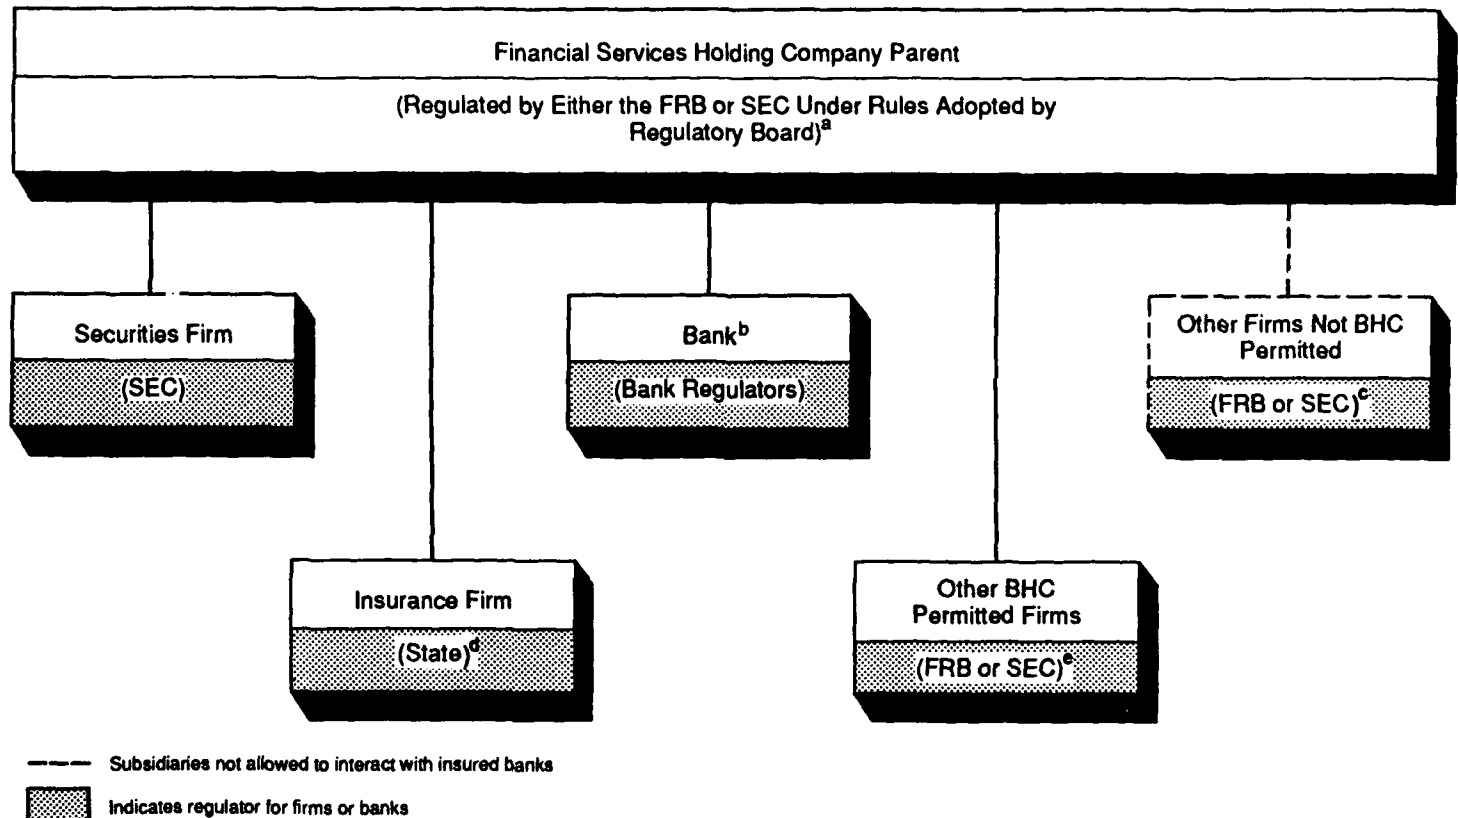 Financial Services Holding Company Parent
(Regulated by Either the FRB or SEC Under Rules Adopted by
Regulatory Board)a
Securities Firm
(SEC)
Bankb
(Bank Regulators)
Other Firms Not BHC
Permitted
(FRB or SEC)c
Insurance Firm
(State)d
Other BHC
Permitted Firms
(FRB or SEC)e
Subsidiaries not allowed to interact with insured banks
Indicates regulator for firms or banks